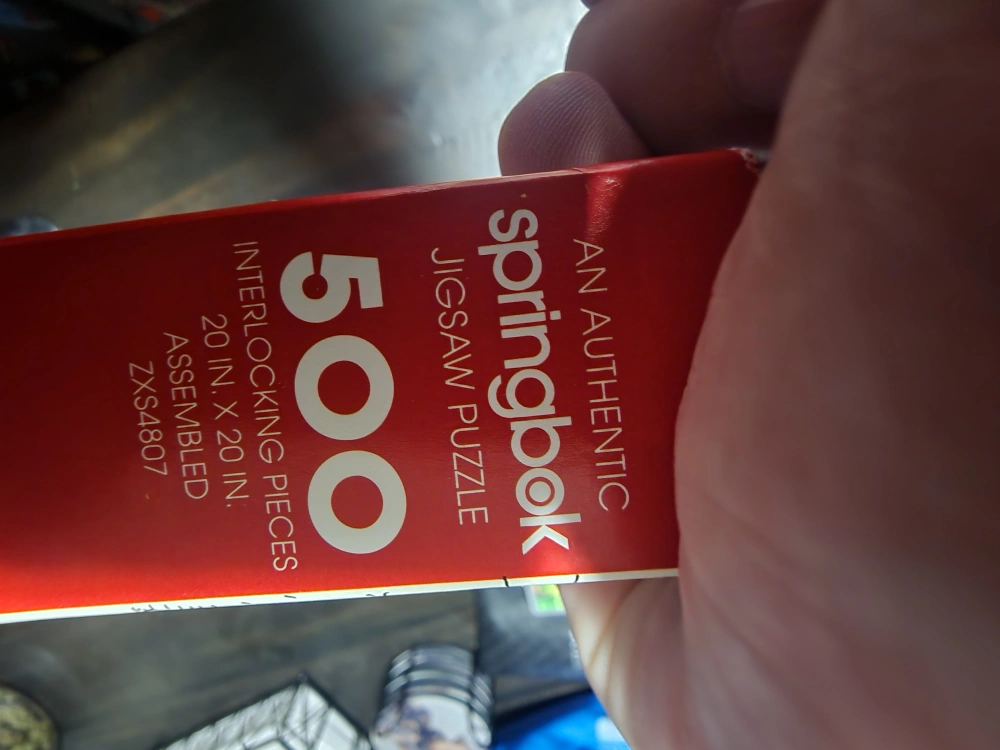 AN AUTHENTIC
springbok
JIGSAW PUZZLE
500
INTERLOCKING PIECES
20 IN. X 20 IN.
ASSEMBLED
ZXS4807